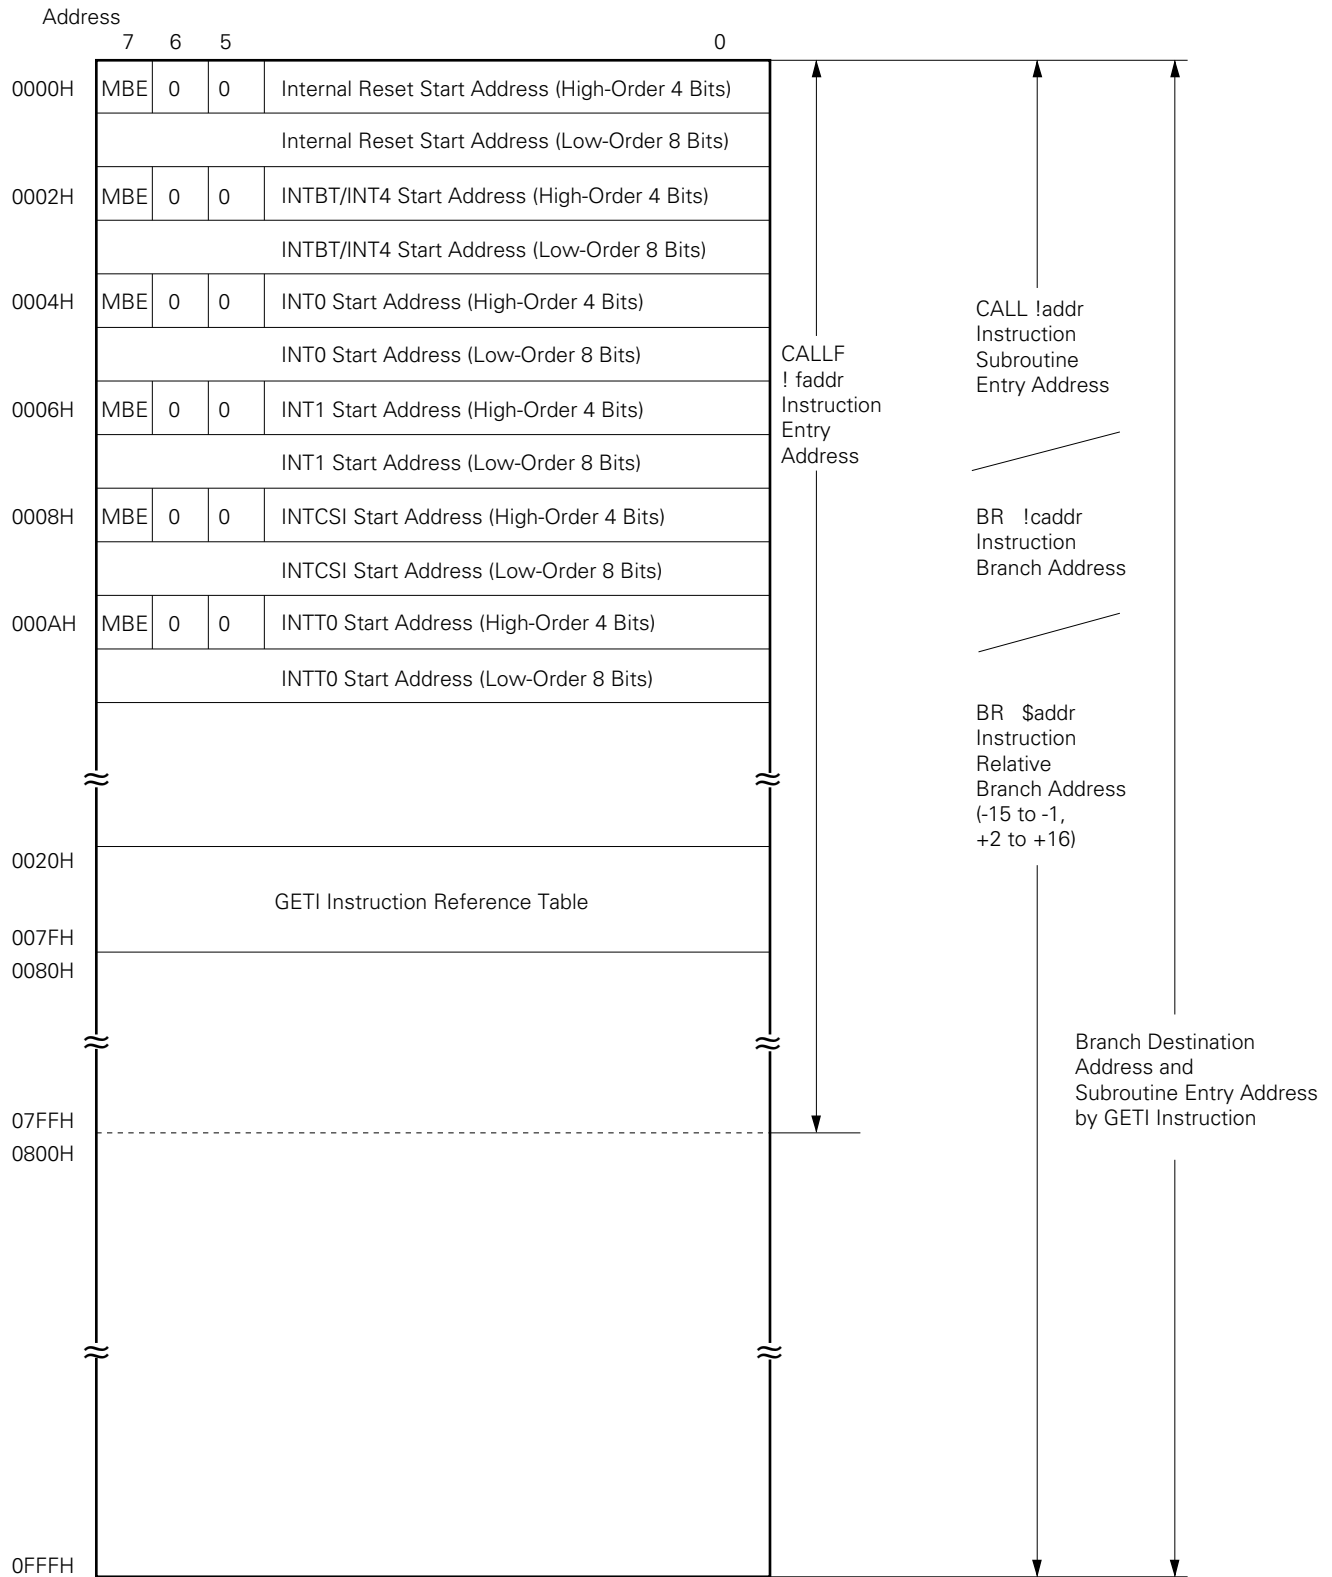 Address
7 6 5 0
0000H MBE 0 0 Internal Reset Start Address (High-Order 4 Bits)
Internal Reset Start Address (Low-Order 8 Bits)
0002H MBE 0 0 INTBT/INT4 Start Address (High-Order 4 Bits)
INTBT/INT4 Start Address (Low-Order 8 Bits)
0004H MBE 0 0 INT0 Start Address (High-Order 4 Bits)
INT0 Start Address (Low-Order 8 Bits)
0006H MBE 0 0 INT1 Start Address (High-Order 4 Bits)
INT1 Start Address (Low-Order 8 Bits)
0008H MBE 0 0 INTCSI Start Address (High-Order 4 Bits)
INTCSI Start Address (Low-Order 8 Bits)
000AH MBE 0 0 INTT0 Start Address (High-Order 4 Bits)
INTT0 Start Address (Low-Order 8 Bits)
0020H
GETI Instruction Reference Table
007FH
0080H
07FFH
0800H
0FFFH
CALLF
! faddr
Instruction
Entry
Address
CALL !addr
Instruction
Subroutine
Entry Address
BR !caddr
Instruction
Branch Address
BR $addr
Instruction
Relative
Branch Address
(-15 to -1,
+2 to +16)
Branch Destination
Address and
Subroutine Entry Address
by GETI Instruction